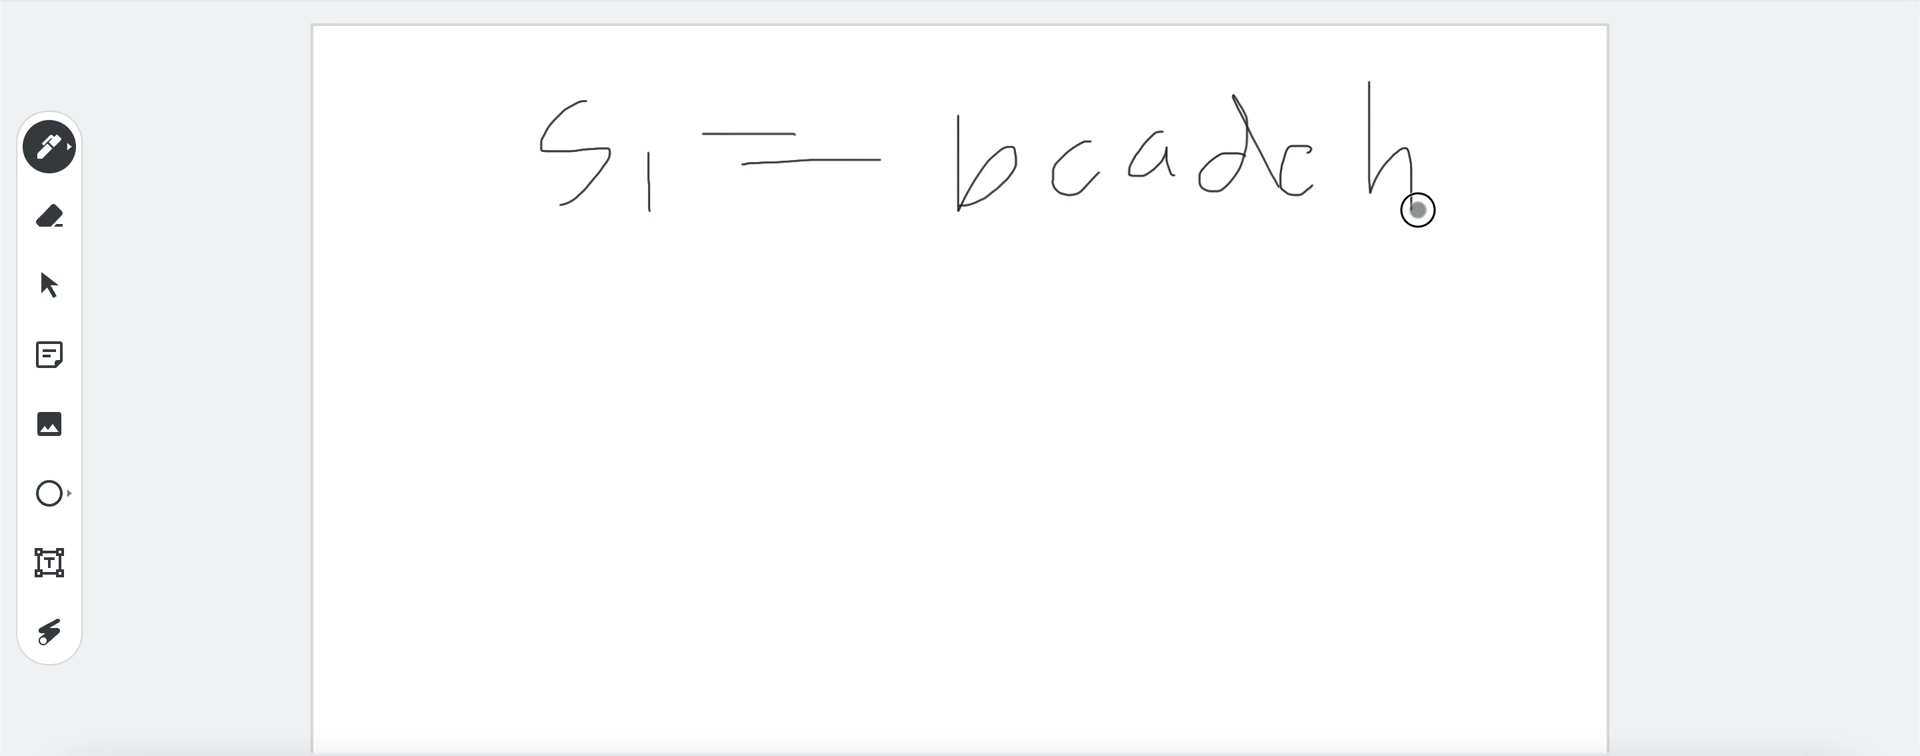 S1 = bcadch